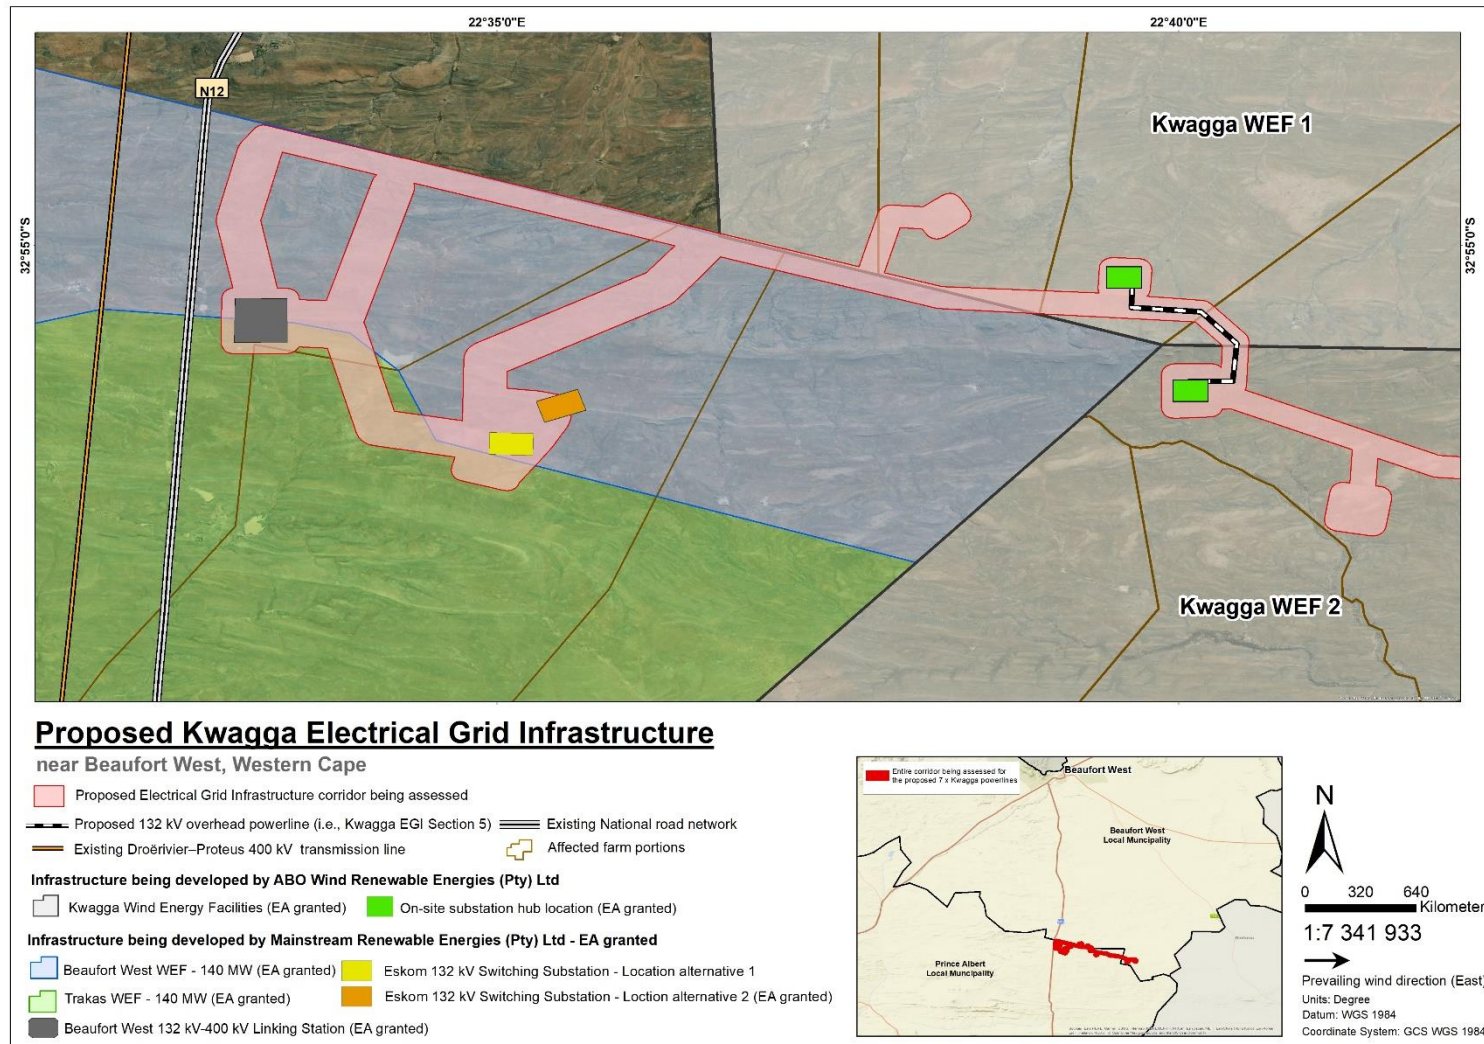 22°35'0"E
22°40'0"E
N12
Kwagga WEF 1
32°55'0"S
32°55'0"S
Kwagga WEF 2
Proposed Kwagga Electrical Grid Infrastructure
near Beaufort West, Western Cape
Proposed Electrical Grid Infrastructure corridor being assessed
Proposed 132 kV overhead powerline (i.e., Kwagga EGI Section 5)
Existing National road network
Existing Droërivier–Proteus 400 kV transmission line
Affected farm portions
Infrastructure being developed by ABO Wind Renewable Energies (Pty) Ltd
Kwagga Wind Energy Facilities (EA granted)
On-site substation hub location (EA granted)
Infrastructure being developed by Mainstream Renewable Energies (Pty) Ltd - EA granted
Beaufort West WEF - 140 MW (EA granted)
Eskom 132 kV Switching Substation - Location alternative 1
Trakas WEF - 140 MW (EA granted)
Eskom 132 kV Switching Substation - Loction alternative 2 (EA granted)
Beaufort West 132 kV-400 kV Linking Station (EA granted)
Entire corridor being assessed for
the proposed 7 x Kwagga powerlines
Beaufort West
Beaufort West
Local Muncipality
Prince Albert
Local Muncipality
N
0 320 640
Kilometer
1:7 341 933
Prevailing wind direction (East)
Units: Degree
Datum: WGS 1984
Coordinate System: GCS WGS 1984